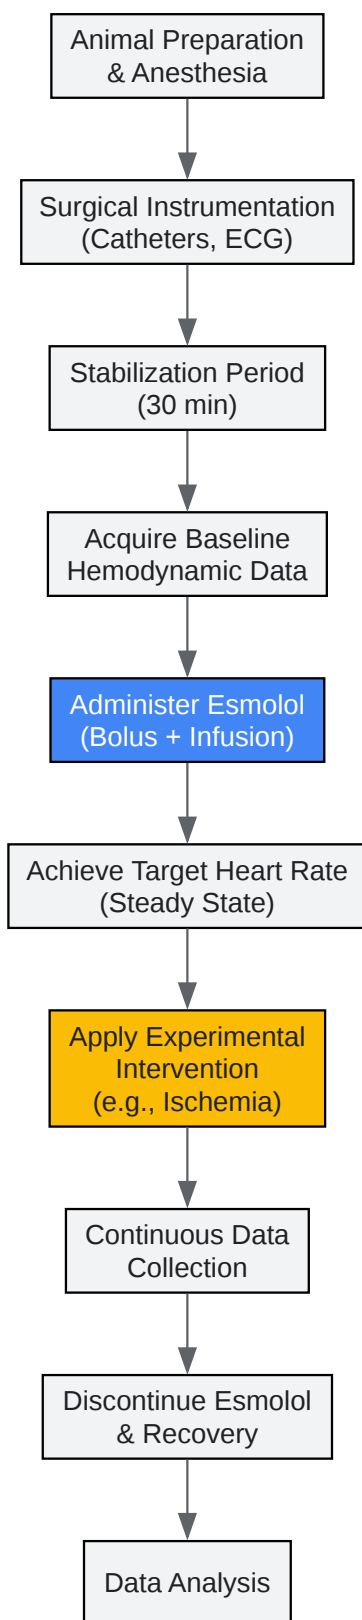 Animal Preparation
& Anesthesia
Surgical Instrumentation
(Catheters, ECG)
Stabilization Period
(30 min)
Acquire Baseline
Hemodynamic Data
Administer Esmolol
(Bolus + Infusion)
Achieve Target Heart Rate
(Steady State)
Apply Experimental
Intervention
(e.g., Ischemia)
Continuous Data
Collection
Discontinue Esmolol
& Recovery
Data Analysis